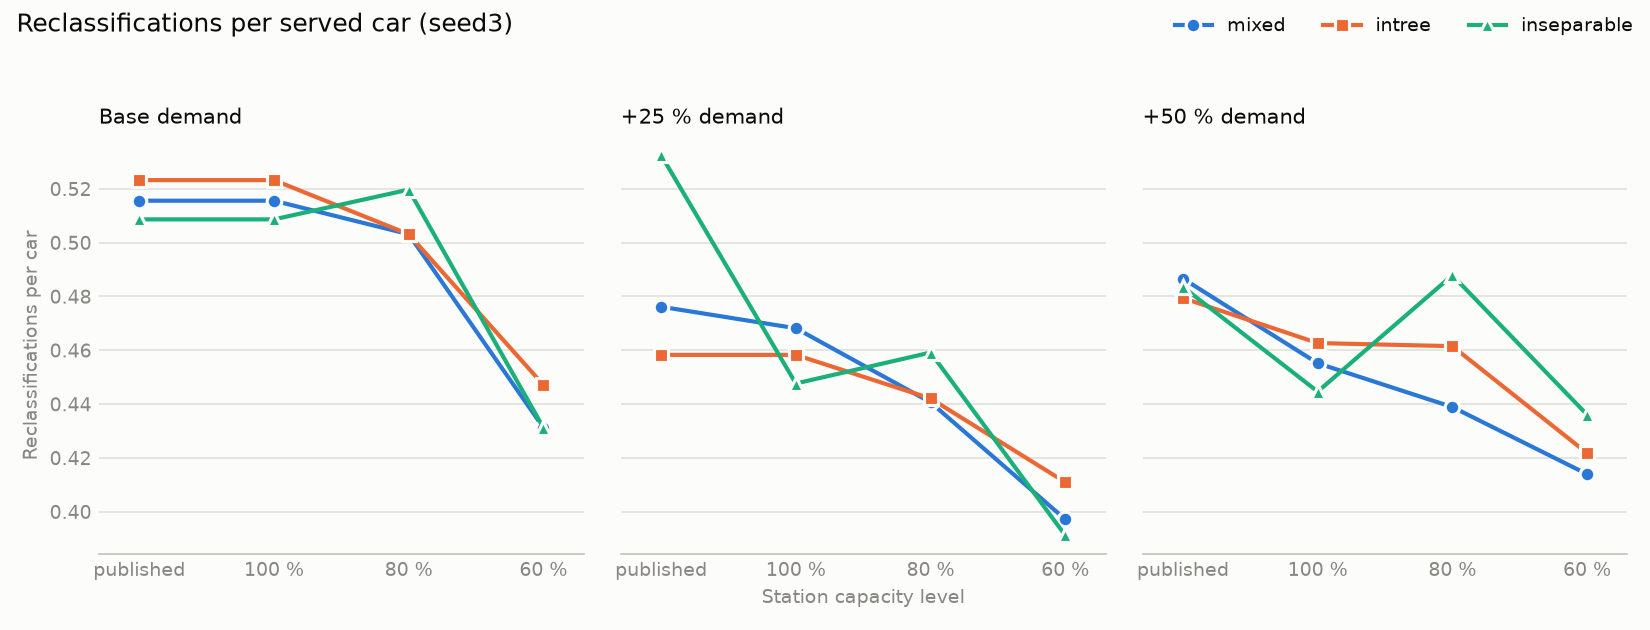 Reclassifications per served car (seed3)
mixed intree inseparable
Base demand
+25 % demand
+50 % demand
Reclassifications per car
0.52
0.50
0.48
0.46
0.44
0.42
0.40
published 100 % 80 % 60 %
published 100 % 80 % 60 %
published 100 % 80 % 60 %
Station capacity level